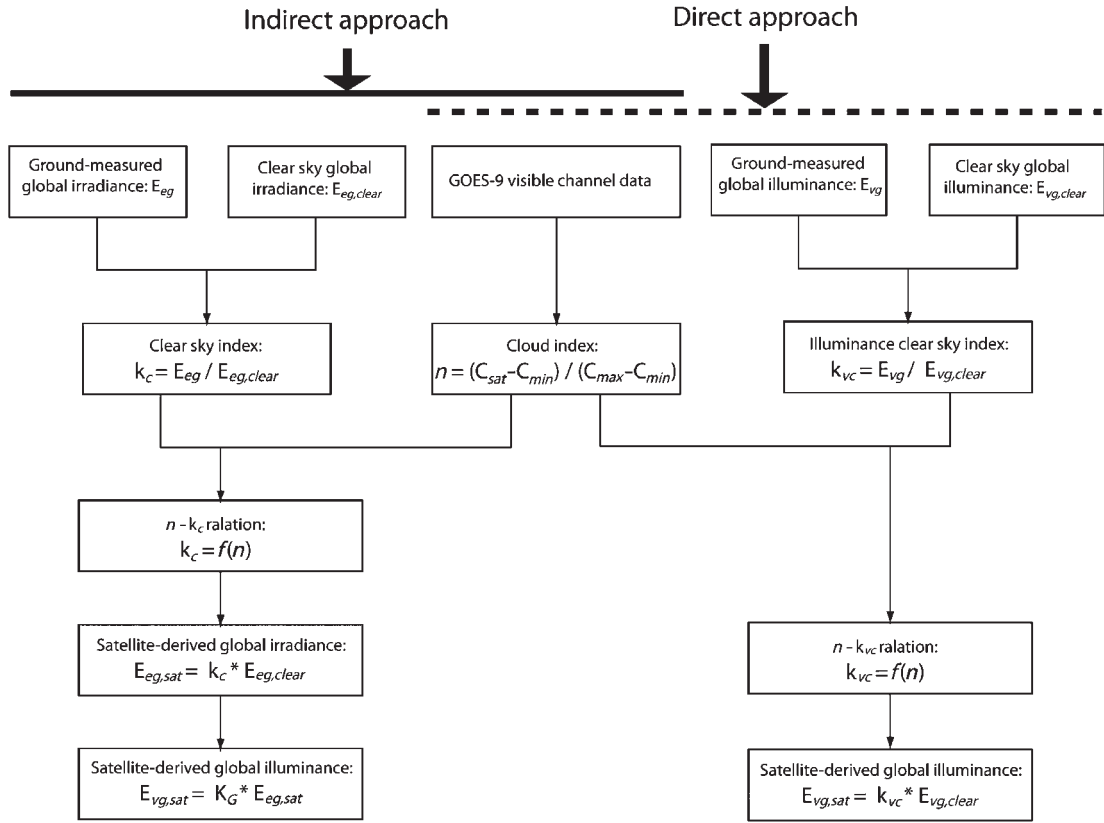 Indirect approach
Direct approach
Ground-measured
global irradiance: E_eg
Clear sky global
irradiance: E_eg,clear
GOES-9 visible channel data
Ground-measured
global illuminance: E_vg
Clear sky global
illuminance: E_vg,clear
Clear sky index:
k_c = E_eg / E_eg,clear
Cloud index:
n = (C_sat–C_min) / (C_max–C_min)
Illuminance clear sky index:
k_vc = E_vg / E_vg,clear
n – k_c ralation:
k_c = f(n)
Satellite-derived global irradiance:
E_eg,sat = k_c * E_eg,clear
n – k_vc ralation:
k_vc = f(n)
Satellite-derived global illuminance:
E_vg,sat = K_G * E_eg,sat
Satellite-derived global illuminance:
E_vg,sat = k_vc * E_vg,clear